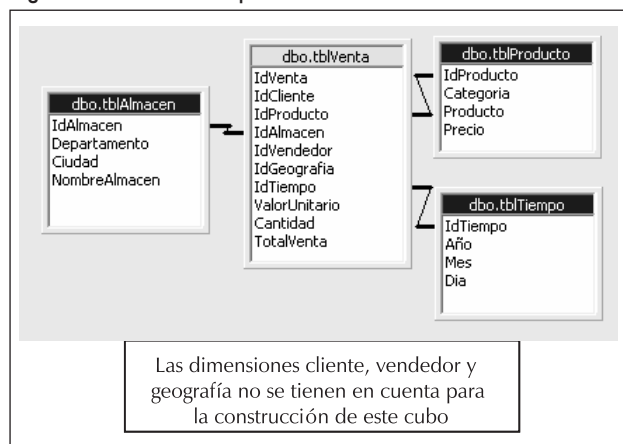 dbo.tblAlmacen
IdAlmacen
Departamento
Ciudad
NombreAlmacen
dbo.tblVenta
IdVenta
IdCliente
IdProducto
IdAlmacen
IdVendedor
IdGeografia
IdTiempo
ValorUnitario
Cantidad
TotalVenta
dbo.tblProducto
IdProducto
Categoria
Producto
Precio
dbo.tblTiempo
IdTiempo
Año
Mes
Dia
Las dimensiones cliente, vendedor y
geografía no se tienen en cuenta para
la construcción de este cubo